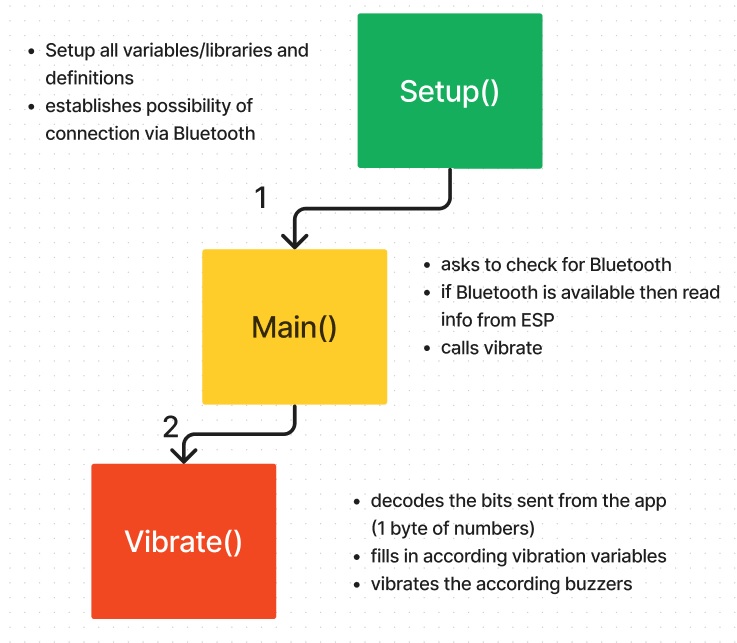 Setup()
• Setup all variables/libraries and
definitions
• establishes possibility of
connection via Bluetooth
1
Main()
• asks to check for Bluetooth
• if Bluetooth is available then read
info from ESP
• calls vibrate
2
Vibrate()
• decodes the bits sent from the app
(1 byte of numbers)
• fills in according vibration variables
• vibrates the according buzzers